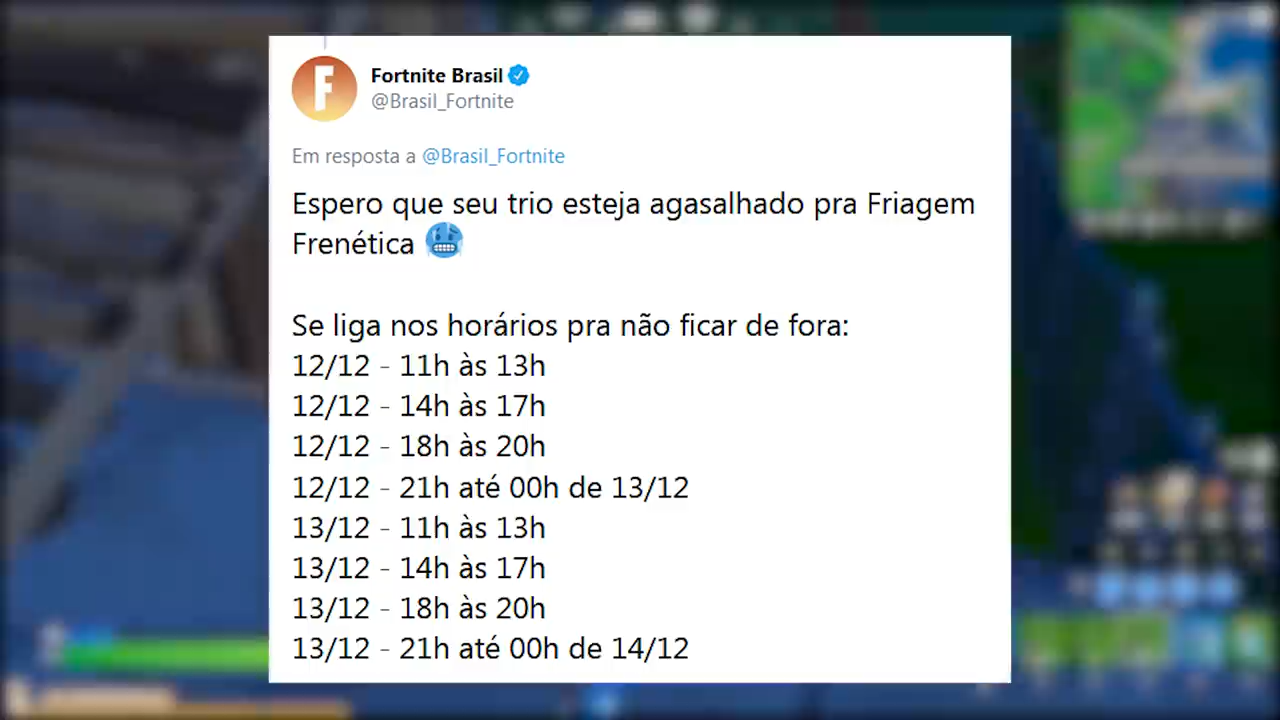 Fortnite Brasil
@Brasil_Fortnite
Em resposta a @Brasil_Fortnite
Espero que seu trio esteja agasalhado pra Friagem
Frenética 🥶
Se liga nos horários pra não ficar de fora:
12/12 - 11h às 13h
12/12 - 14h às 17h
12/12 - 18h às 20h
12/12 - 21h até 00h de 13/12
13/12 - 11h às 13h
13/12 - 14h às 17h
13/12 - 18h às 20h
13/12 - 21h até 00h de 14/12